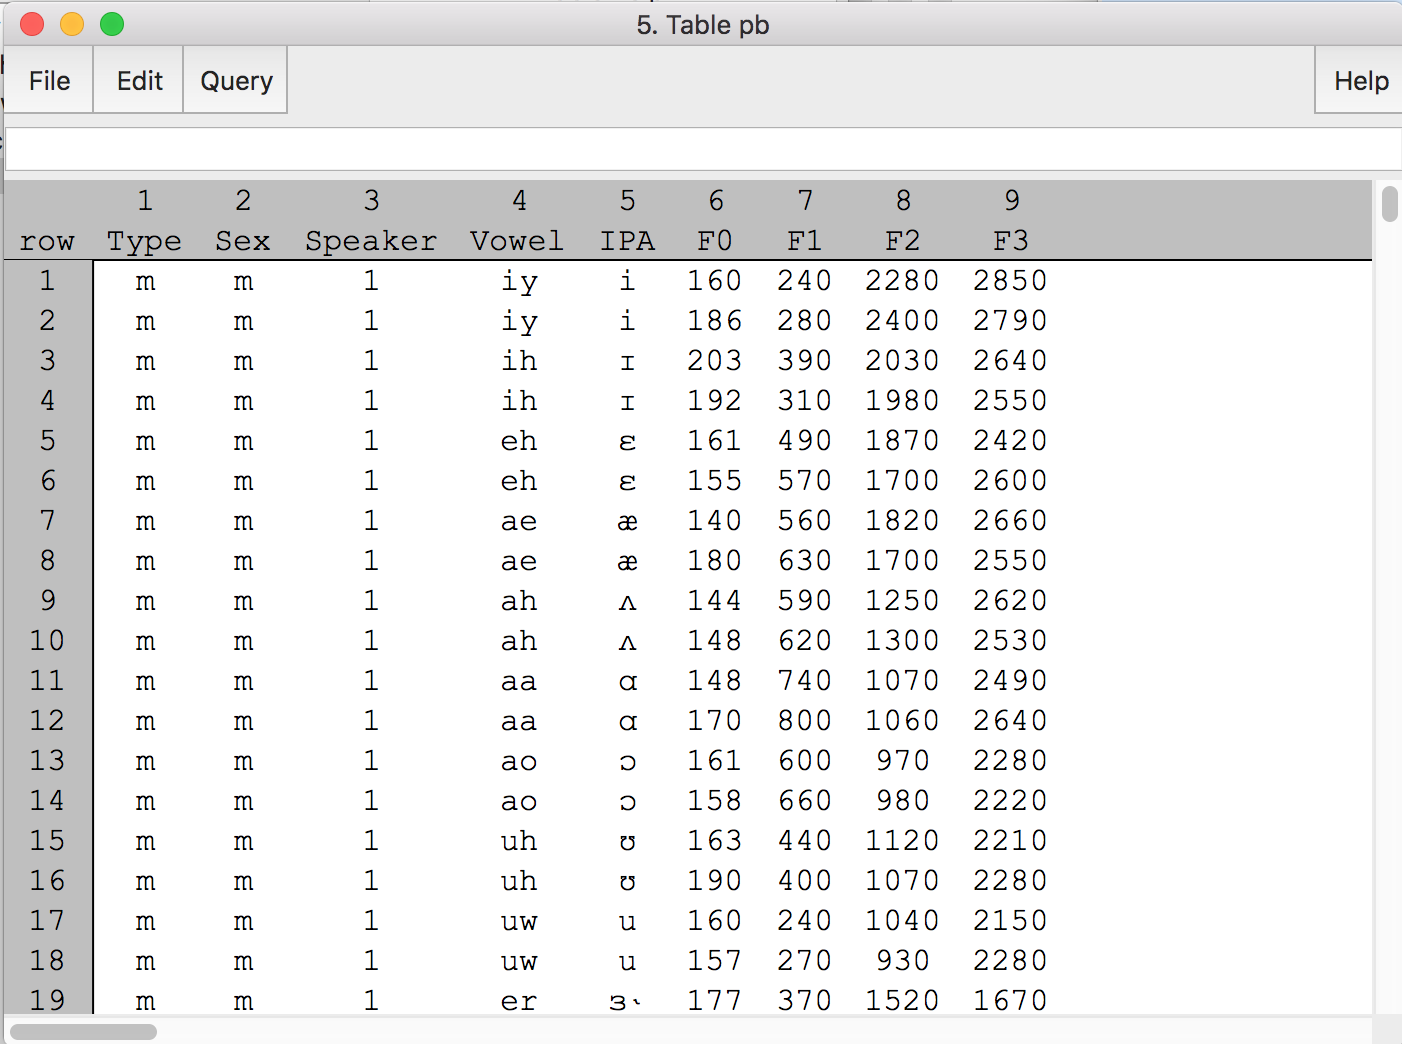 5. Table pb
File Edit Query Help
1 2 3 4 5 6 7 8 9
row Type Sex Speaker Vowel IPA F0 F1 F2 F3
1 m m 1 iy i 160 240 2280 2850
2 m m 1 iy i 186 280 2400 2790
3 m m 1 ih ɪ 203 390 2030 2640
4 m m 1 ih ɪ 192 310 1980 2550
5 m m 1 eh ɛ 161 490 1870 2420
6 m m 1 eh ɛ 155 570 1700 2600
7 m m 1 ae æ 140 560 1820 2660
8 m m 1 ae æ 180 630 1700 2550
9 m m 1 ah ʌ 144 590 1250 2620
10 m m 1 ah ʌ 148 620 1300 2530
11 m m 1 aa ɑ 148 740 1070 2490
12 m m 1 aa ɑ 170 800 1060 2640
13 m m 1 ao ɔ 161 600 970 2280
14 m m 1 ao ɔ 158 660 980 2220
15 m m 1 uh ʊ 163 440 1120 2210
16 m m 1 uh ʊ 190 400 1070 2280
17 m m 1 uw u 160 240 1040 2150
18 m m 1 uw u 157 270 930 2280
19 m m 1 er ɜ˞ 177 370 1520 1670